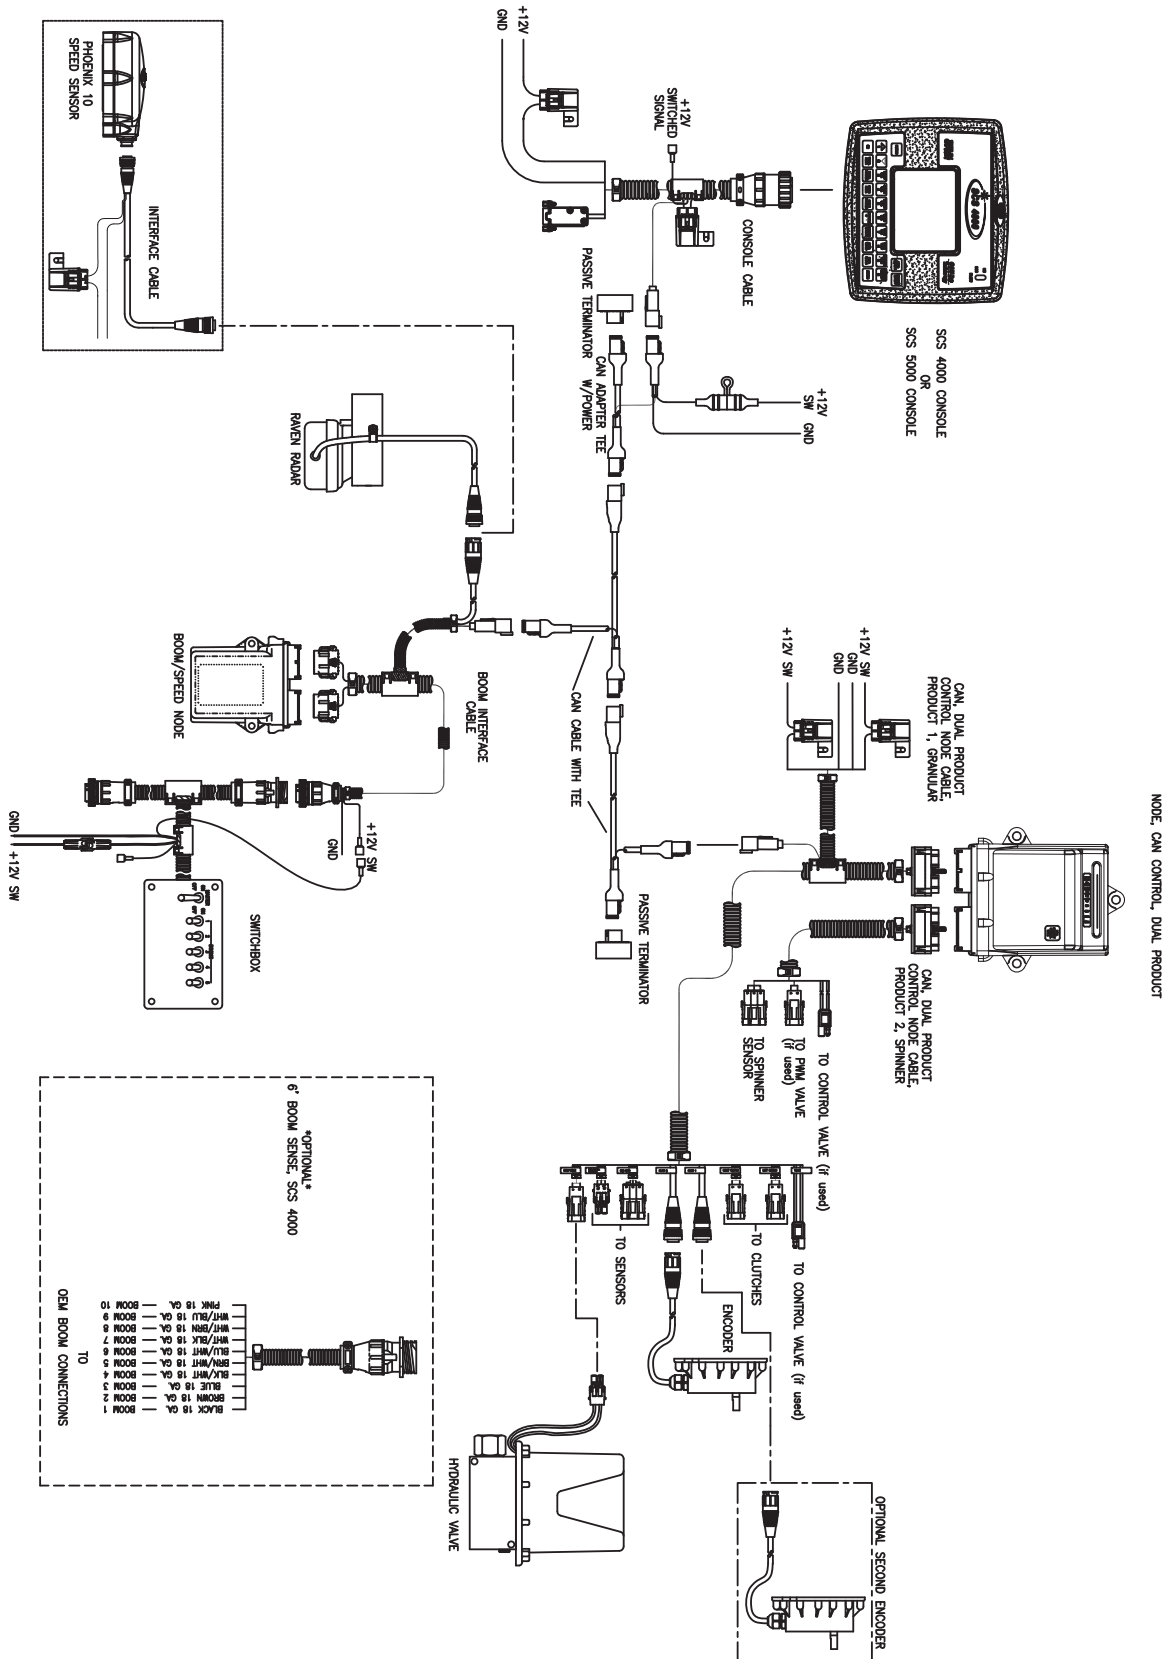 NODE, CAN CONTROL, DUAL PRODUCT
SCS 4000 CONSOLE
OR
SCS 5000 CONSOLE
SCS 4000
CONSOLE CABLE
+12V
SWITCHED
SIGNAL
+12V
GND
PASSIVE TERMINATOR
CAN ADAPTER TEE
W/POWER
+12V
SW
GND
PHOENIX 10
SPEED SENSOR
INTERFACE CABLE
RAVEN RADAR
BOOM/SPEED NODE
BOOM INTERFACE
CABLE
CAN CABLE WITH TEE
PASSIVE TERMINATOR
+12V SW
GND
GND
+12V SW
CAN, DUAL PRODUCT
CONTROL NODE CABLE,
PRODUCT 1, GRANULAR
CAN, DUAL PRODUCT
CONTROL NODE CABLE,
PRODUCT 2, SPINNER
TO CONTROL VALVE (if used)
TO PWM VALVE
(if used)
TO SPINNER
SENSOR
+12V SW
GND
GND
+12V SW
SWITCHBOX
TO CONTROL VALVE (if used)
TO CLUTCHES
TO SENSORS
ENCODER
OPTIONAL SECOND ENCODER
HYDRAULIC VALVE
*OPTIONAL*
6' BOOM SENSE, SCS 4000
BLACK 18 GA. BOOM 1
BROWN 18 GA. BOOM 2
BLUE 18 GA. BOOM 3
BLK/WHT 18 GA. BOOM 4
BRN/WHT 18 GA. BOOM 5
BLU/WHT 18 GA. BOOM 6
WHT/BLK 18 GA. BOOM 7
WHT/BRN 18 GA. BOOM 8
WHT/BLU 18 GA. BOOM 9
PINK 18 GA. BOOM 10
TO
OEM BOOM CONNECTIONS